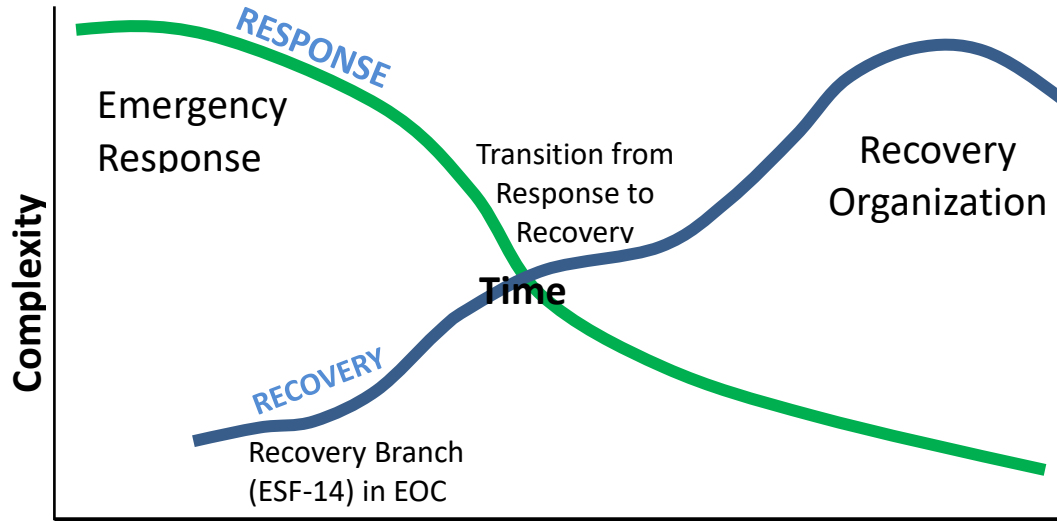 RESPONSE
Emergency
Response
Transition from
Response to
Recovery
Recovery
Organization
Complexity
Time
RECOVERY
Recovery Branch
(ESF-14) in EOC